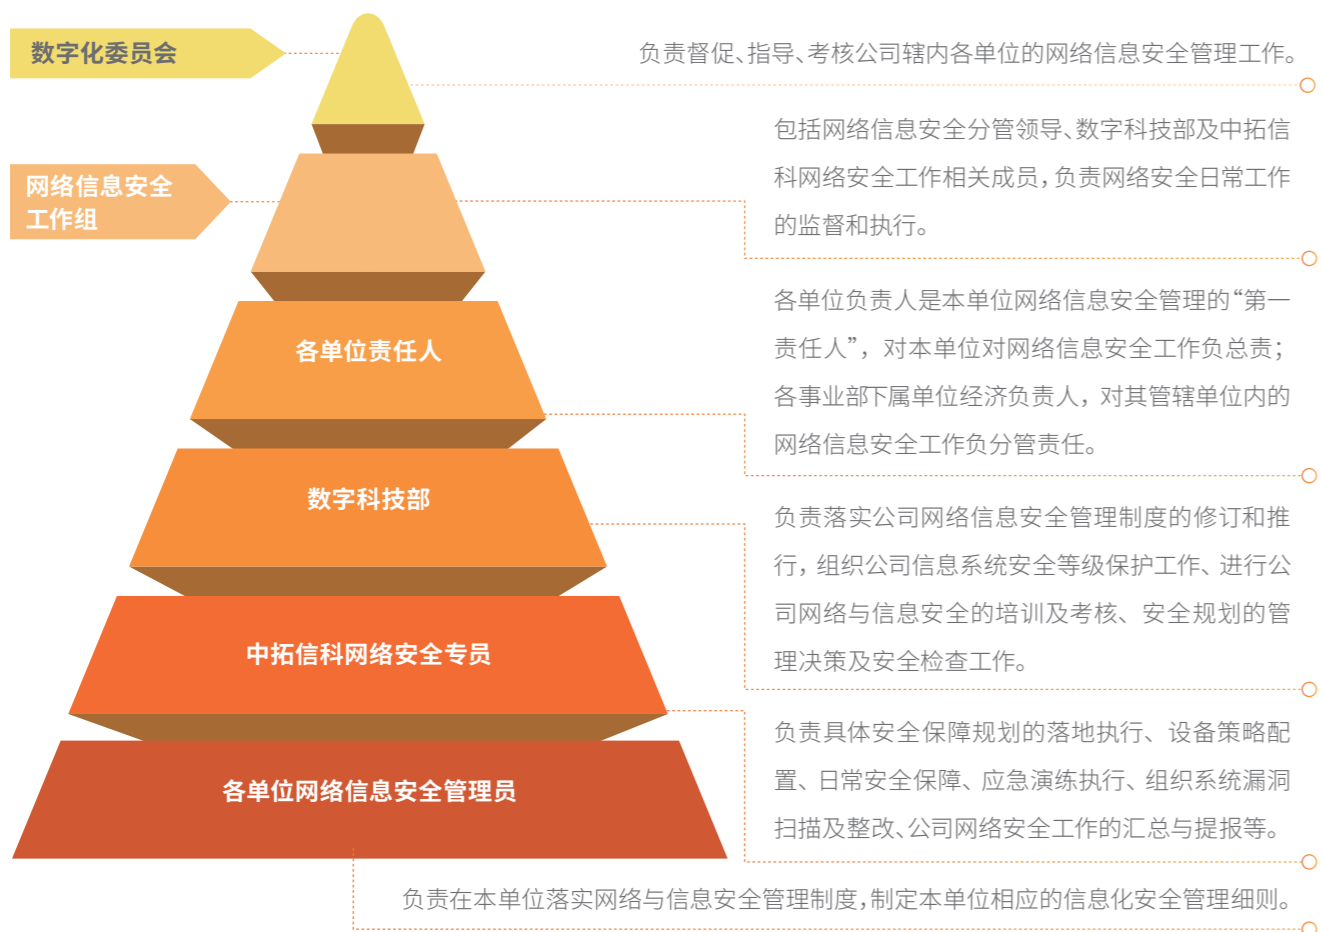 数字化委员会
负责督促、指导、考核公司辖内各单位的网络信息安全管理工作。
网络信息安全
工作组
包括网络信息安全分管领导、数字科技部及中拓信
科网络安全工作相关成员，负责网络安全日常工作
的监督和执行。
各单位责任人
各单位负责人是本单位网络信息安全管理的“第一
责任人”，对本单位对网络信息安全工作负总责；
各事业部下属单位经济负责人，对其管辖单位内的
网络信息安全工作负分管责任。
数字科技部
负责落实公司网络信息安全管理制度的修订和推
行，组织公司信息系统安全等级保护工作、进行公
司网络与信息安全的培训及考核、安全规划的管
理决策及安全检查工作。
中拓信科网络安全专员
负责具体安全保障规划的落地执行、设备策略配
置、日常安全保障、应急演练执行、组织系统漏洞
扫描及整改、公司网络安全工作的汇总与提报等。
各单位网络信息安全管理员
负责在本单位落实网络与信息安全管理制度，制定本单位相应的信息化安全管理细则。